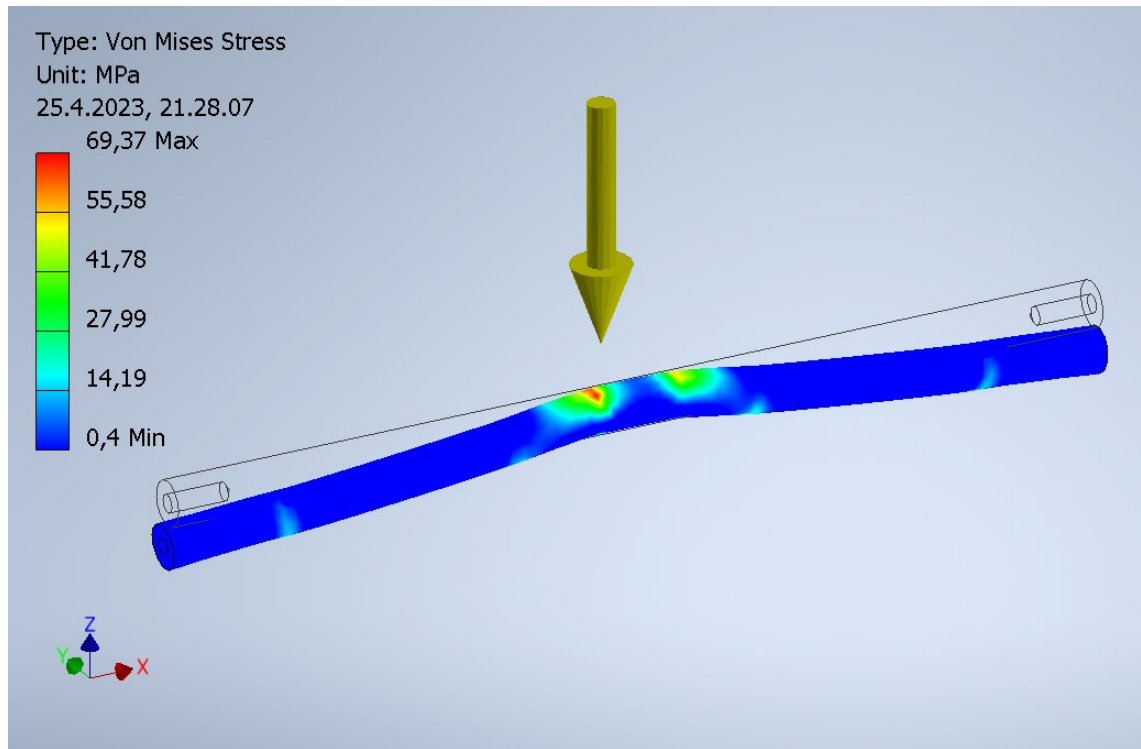 Type: Von Mises Stress
Unit: MPa
25.4.2023, 21.28.07
69,37 Max
55,58
41,78
27,99
14,19
0,4 Min
Z
Y
X